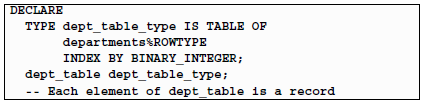 DECLARE
TYPE dept_table_type IS TABLE OF
departments%ROWTYPE
INDEX BY BINARY_INTEGER;
dept_table dept_table_type;
-- Each element of dept_table is a record